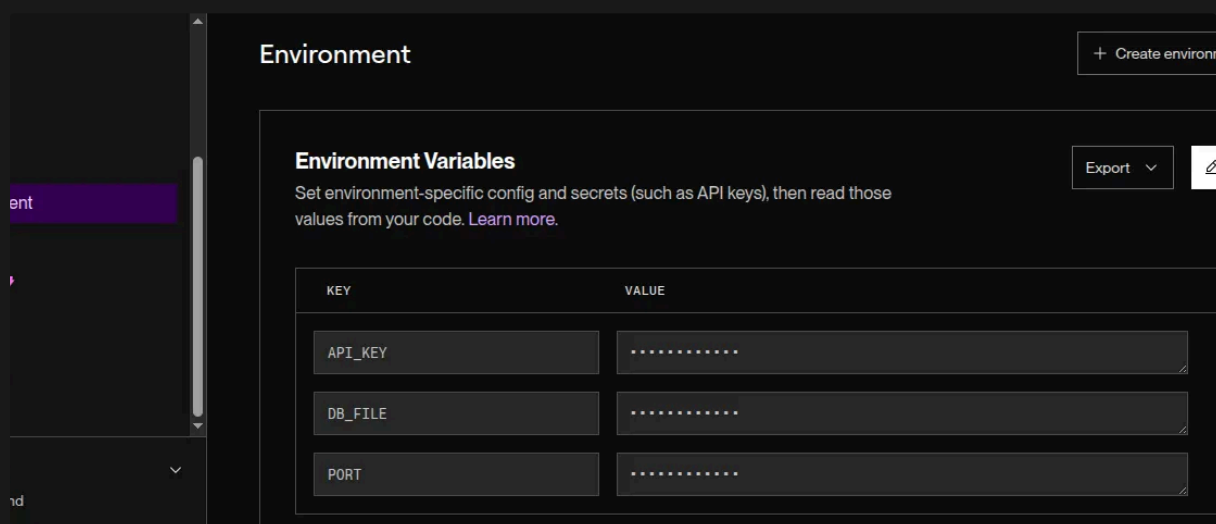 Environment
+ Create environm
Environment Variables
Export
Set environment-specific config and secrets (such as API keys), then read those
values from your code. Learn more.
ent
KEY VALUE
API_KEY ••••••••••••
DB_FILE ••••••••••••
PORT ••••••••••••
nd